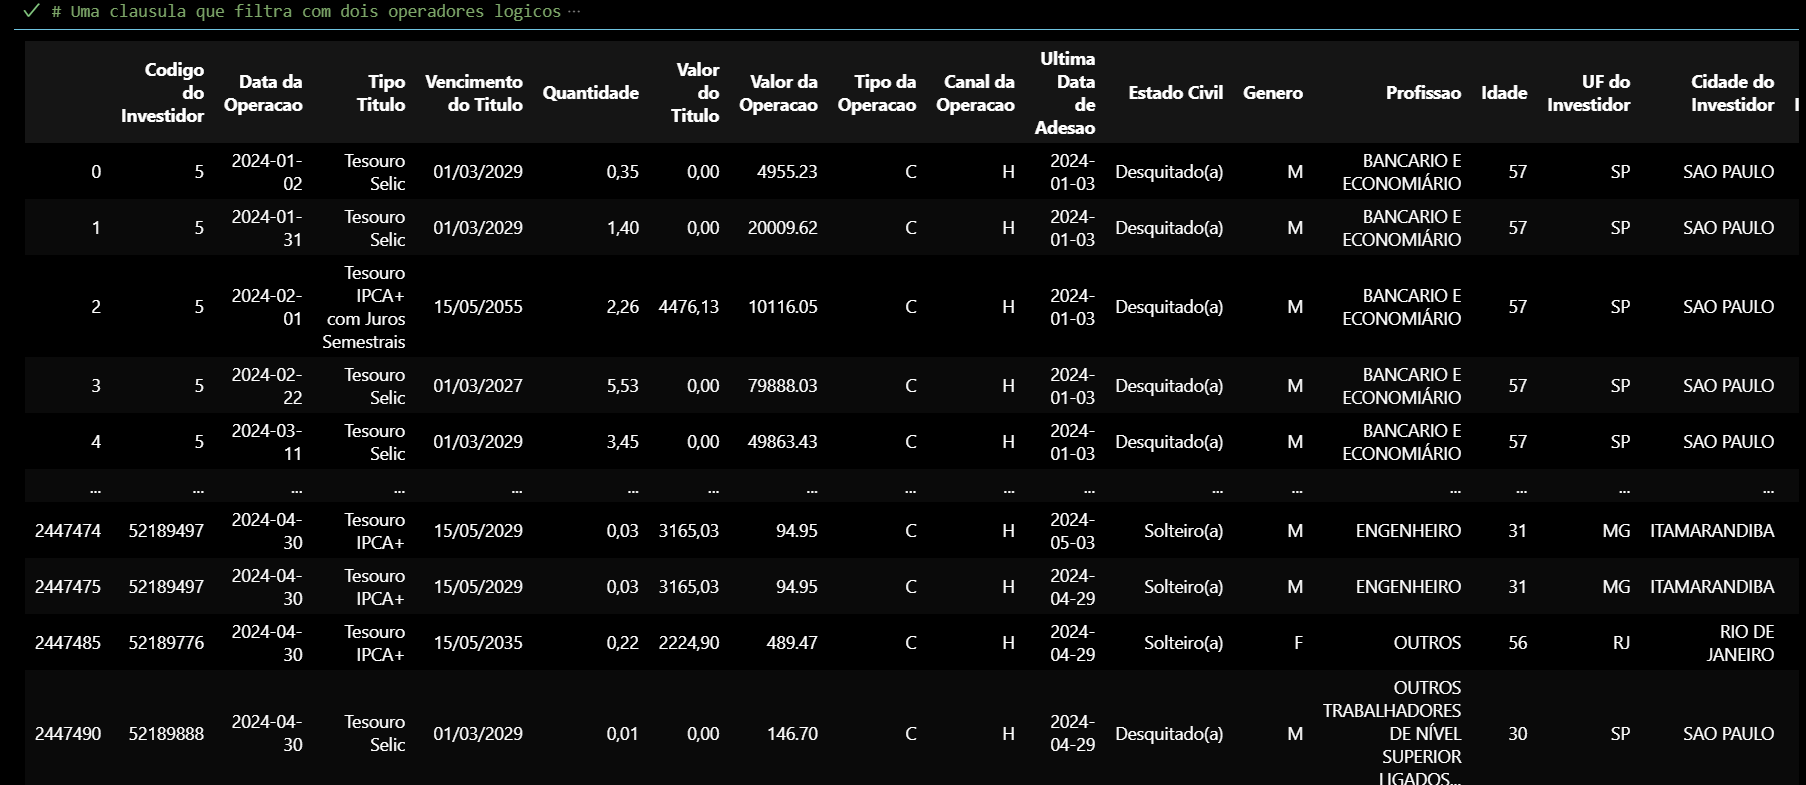 # Uma clausula que filtra com dois operadores logicos ...
Codigo do Investidor Data da Operacao Tipo Titulo Vencimento do Titulo Quantidade Valor do Titulo Valor da Operacao Tipo da Operacao Canal da Operacao Ultima Data de Adesao Estado Civil Genero Profissao Idade UF do Investidor Cidade do Investidor
0 5 2024-01-02 Tesouro Selic 01/03/2029 0,35 0,00 4955.23 C H 2024-01-03 Desquitado(a) M BANCARIO E ECONOMIÁRIO 57 SP SAO PAULO
1 5 2024-01-31 Tesouro Selic 01/03/2029 1,40 0,00 20009.62 C H 2024-01-03 Desquitado(a) M BANCARIO E ECONOMIÁRIO 57 SP SAO PAULO
2 5 2024-02-01 Tesouro IPCA+ com Juros Semestrais 15/05/2055 2,26 4476,13 10116.05 C H 2024-01-03 Desquitado(a) M BANCARIO E ECONOMIÁRIO 57 SP SAO PAULO
3 5 2024-02-22 Tesouro Selic 01/03/2027 5,53 0,00 79888.03 C H 2024-01-03 Desquitado(a) M BANCARIO E ECONOMIÁRIO 57 SP SAO PAULO
4 5 2024-03-11 Tesouro Selic 01/03/2029 3,45 0,00 49863.43 C H 2024-01-03 Desquitado(a) M BANCARIO E ECONOMIÁRIO 57 SP SAO PAULO
... ... ... ... ... ... ... ... ... ... ... ... ... ... ... ... ...
2447474 52189497 2024-04-30 Tesouro IPCA+ 15/05/2029 0,03 3165,03 94.95 C H 2024-05-03 Solteiro(a) M ENGENHEIRO 31 MG ITAMARANDIBA
2447475 52189497 2024-04-30 Tesouro IPCA+ 15/05/2029 0,03 3165,03 94.95 C H 2024-04-29 Solteiro(a) M ENGENHEIRO 31 MG ITAMARANDIBA
2447485 52189776 2024-04-30 Tesouro IPCA+ 15/05/2035 0,22 2224,90 489.47 C H 2024-04-29 Solteiro(a) F OUTROS 56 RJ RIO DE JANEIRO
2447490 52189888 2024-04-30 Tesouro Selic 01/03/2029 0,01 0,00 146.70 C H 2024-04-29 Desquitado(a) M OUTROS TRABALHADORES DE NÍVEL SUPERIOR LIGADOS... 30 SP SAO PAULO